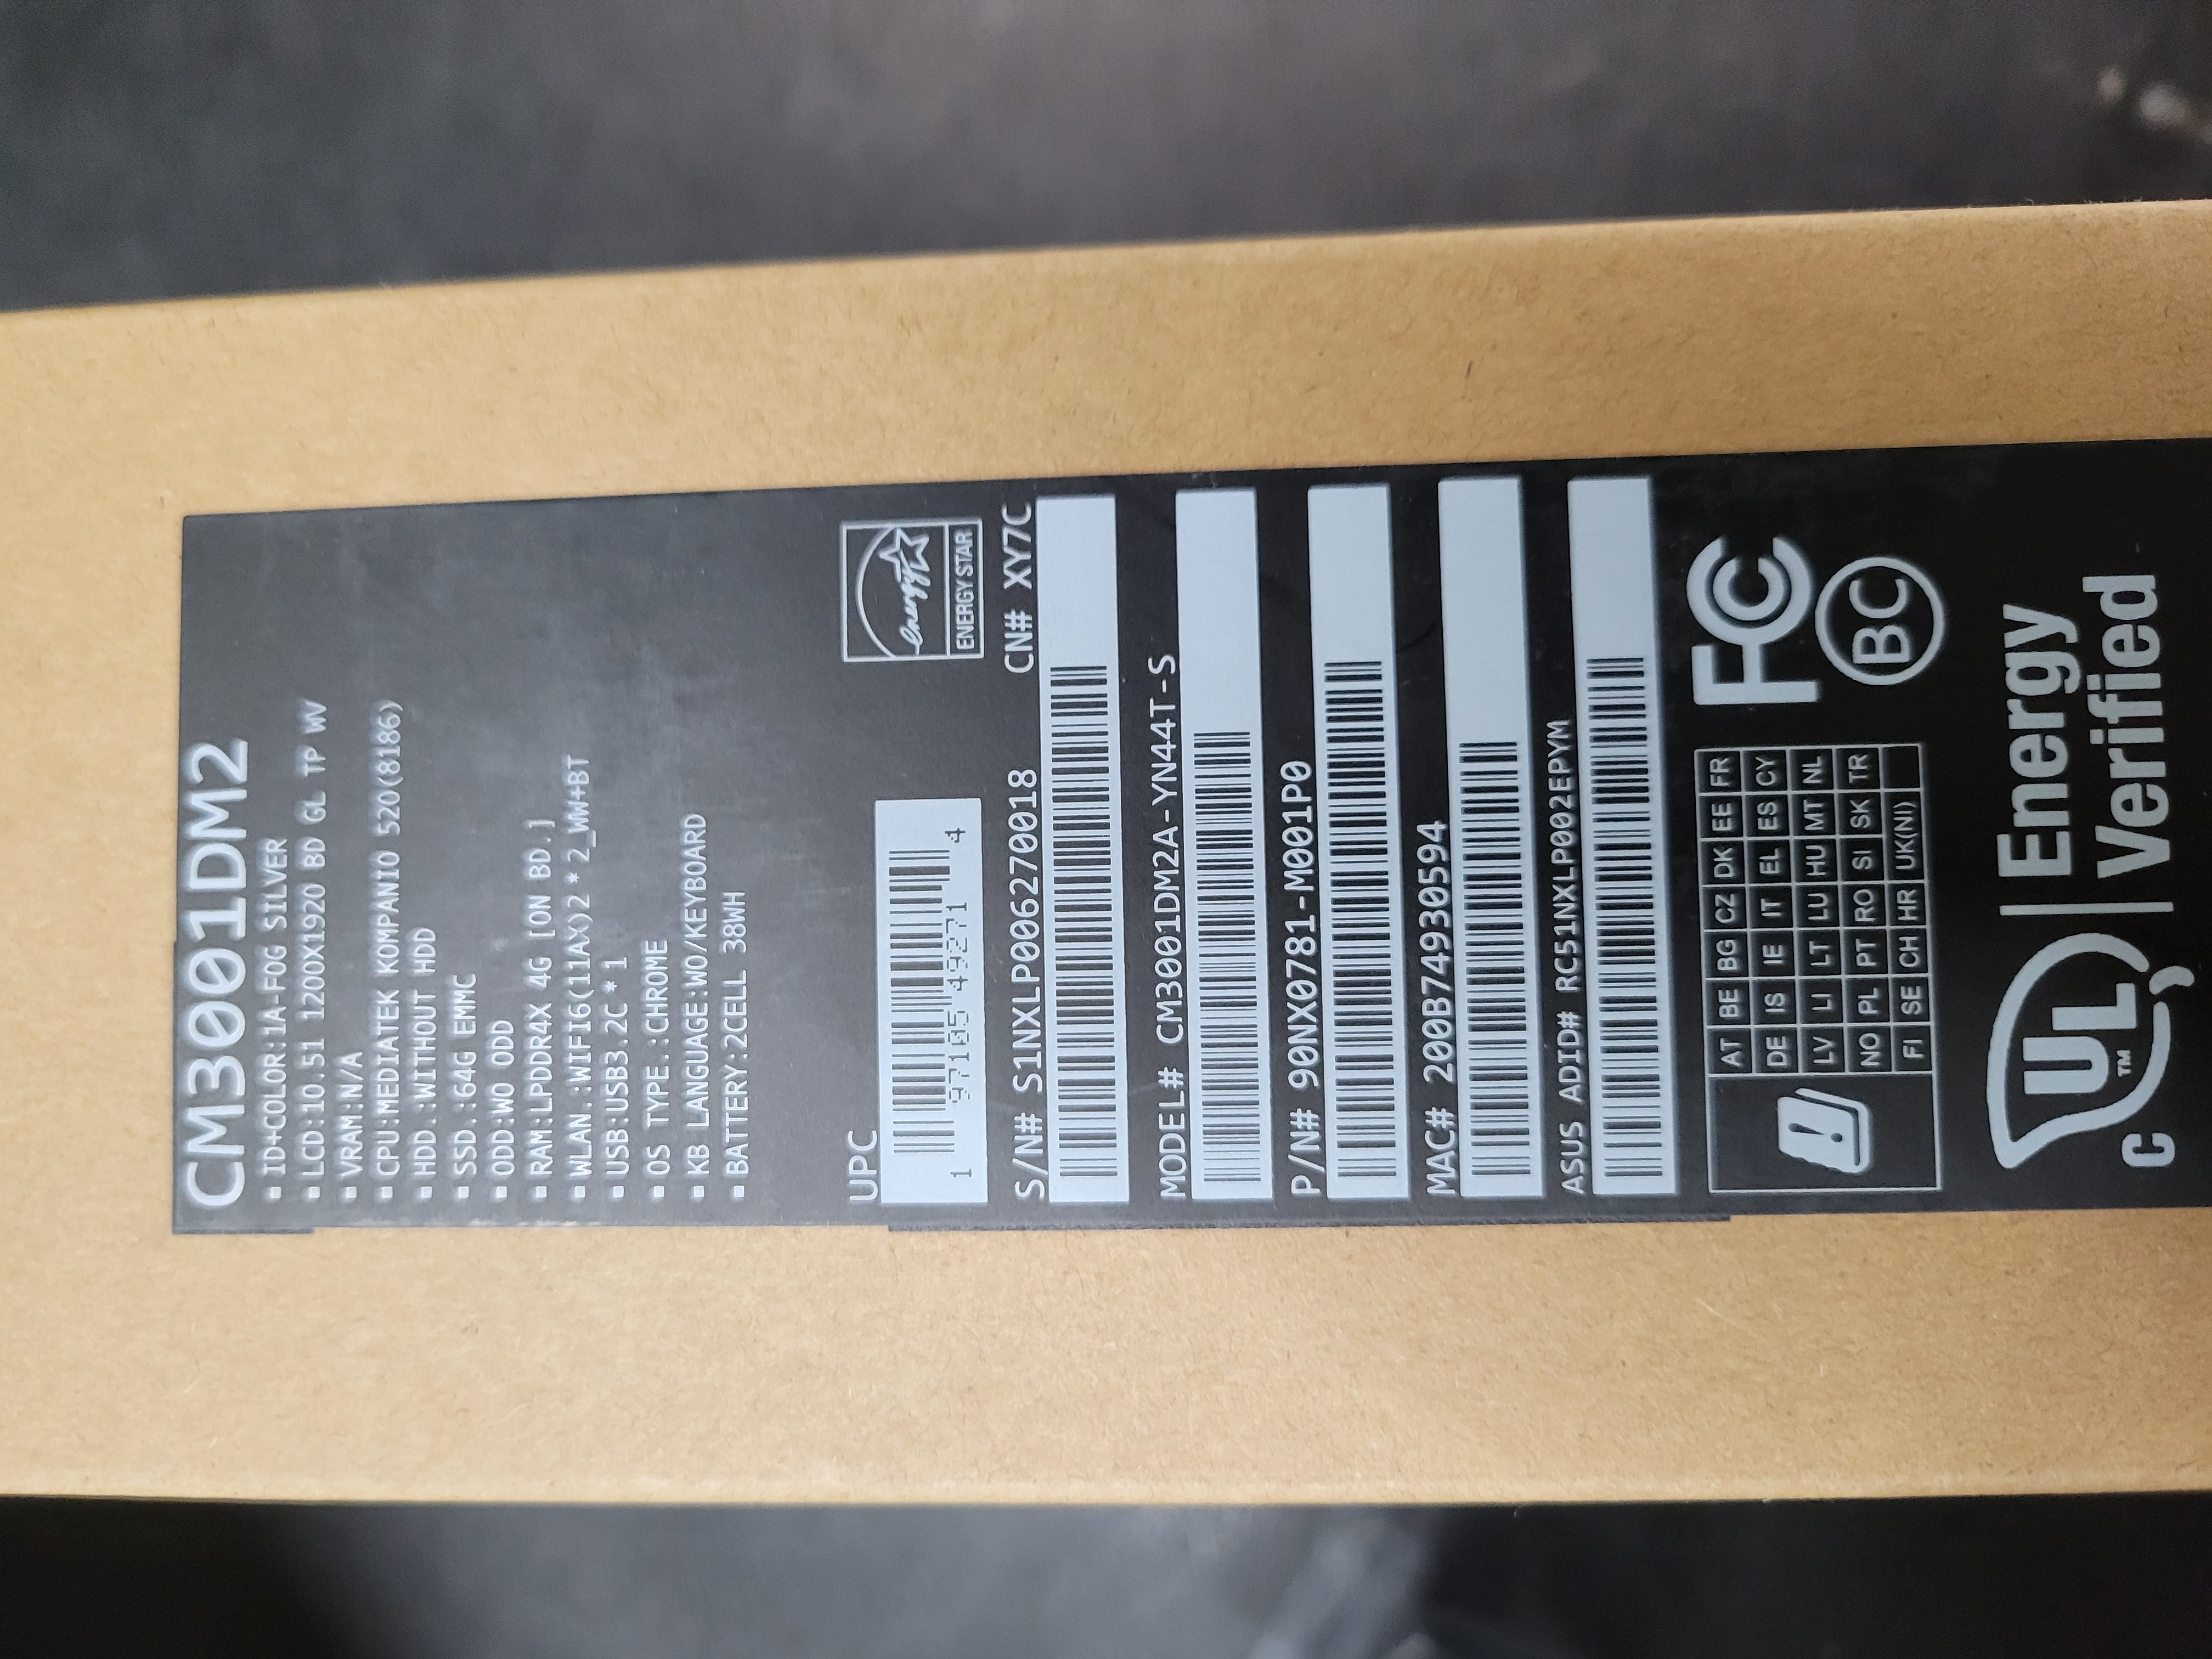 CM3001DM2
▪ ID+COLOR:1A-FOG SILVER
▪ LCD:10.51 1200X1920 BD GL TP WV
▪ VRAM:N/A
▪ CPU:MEDIATEK KOMPANIO 520(8186)
▪ HDD.:WITHOUT HDD
▪ SSD.:64G EMMC
▪ ODD:WO ODD
▪ RAM:LPDDR4X 4G [ON BD.]
▪ WLAN.:WIFI6(11AX)2*2_WW+BT
▪ USB:USB3.2C*1
▪ OS TYPE.:CHROME
▪ KB LANGUAGE:WO/KEYBOARD
▪ BATTERY:2CELL 38WH
UPC
1 97105 49271 4
energy
ENERGY STAR
S/N# S1NXLP006270018 CN# XY7C
MODEL# CM3001DM2A-YN44T-S
P/N# 90NX0781-M001P0
MAC# 200B74930594
ASUS ADID# RC51NXLP002EPYM
AT BE BG CZ DK EE FR
DE IS IE IT EL ES CY
LV LI LT LU HU MT NL
NO PL PT RO SI SK TR
FI SE CH HR UK(NI)
FC
BC
C UL ™ Energy
Verified